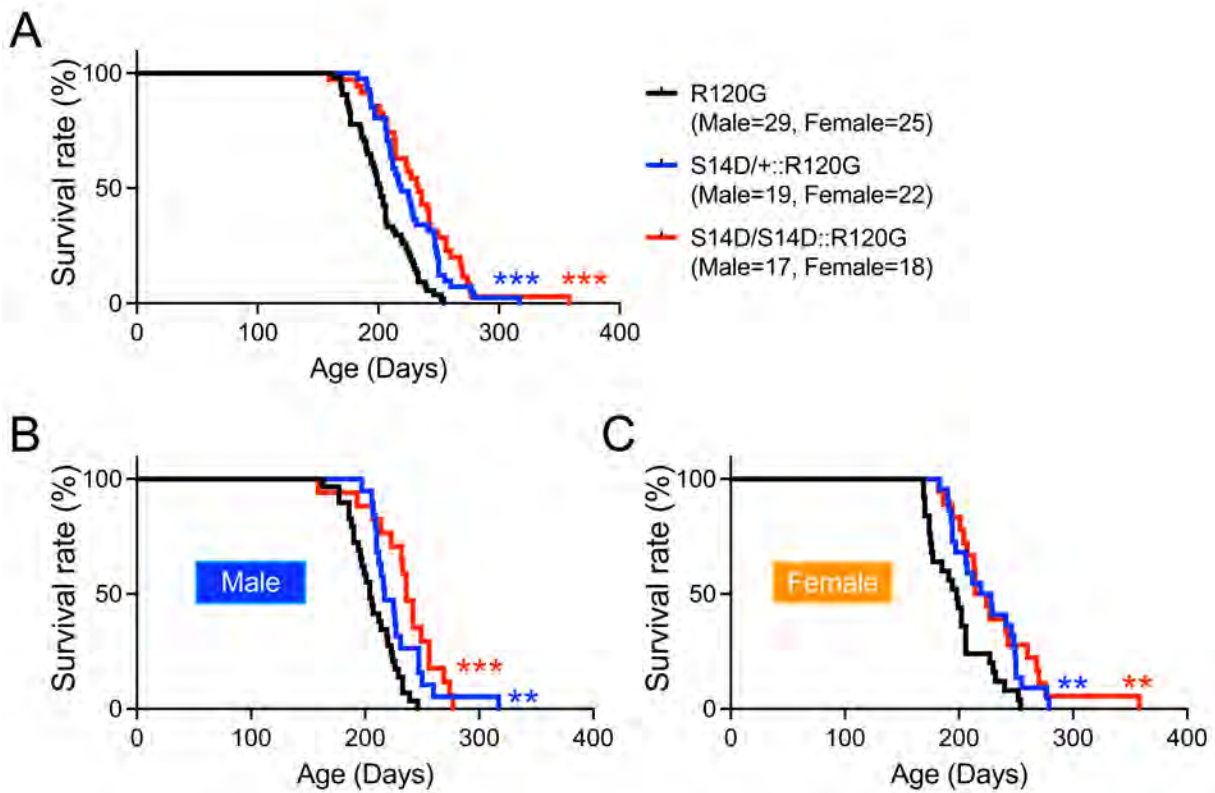 A
Survival rate (%)
100
50
0
0 100 200 300 400
Age (Days)
*** ***
R120G
(Male=29, Female=25)
S14D/+::R120G
(Male=19, Female=22)
S14D/S14D::R120G
(Male=17, Female=18)
B
Survival rate (%)
100
50
0
0 100 200 300 400
Age (Days)
Male
***
**
C
Survival rate (%)
100
50
0
0 100 200 300 400
Age (Days)
Female
** **